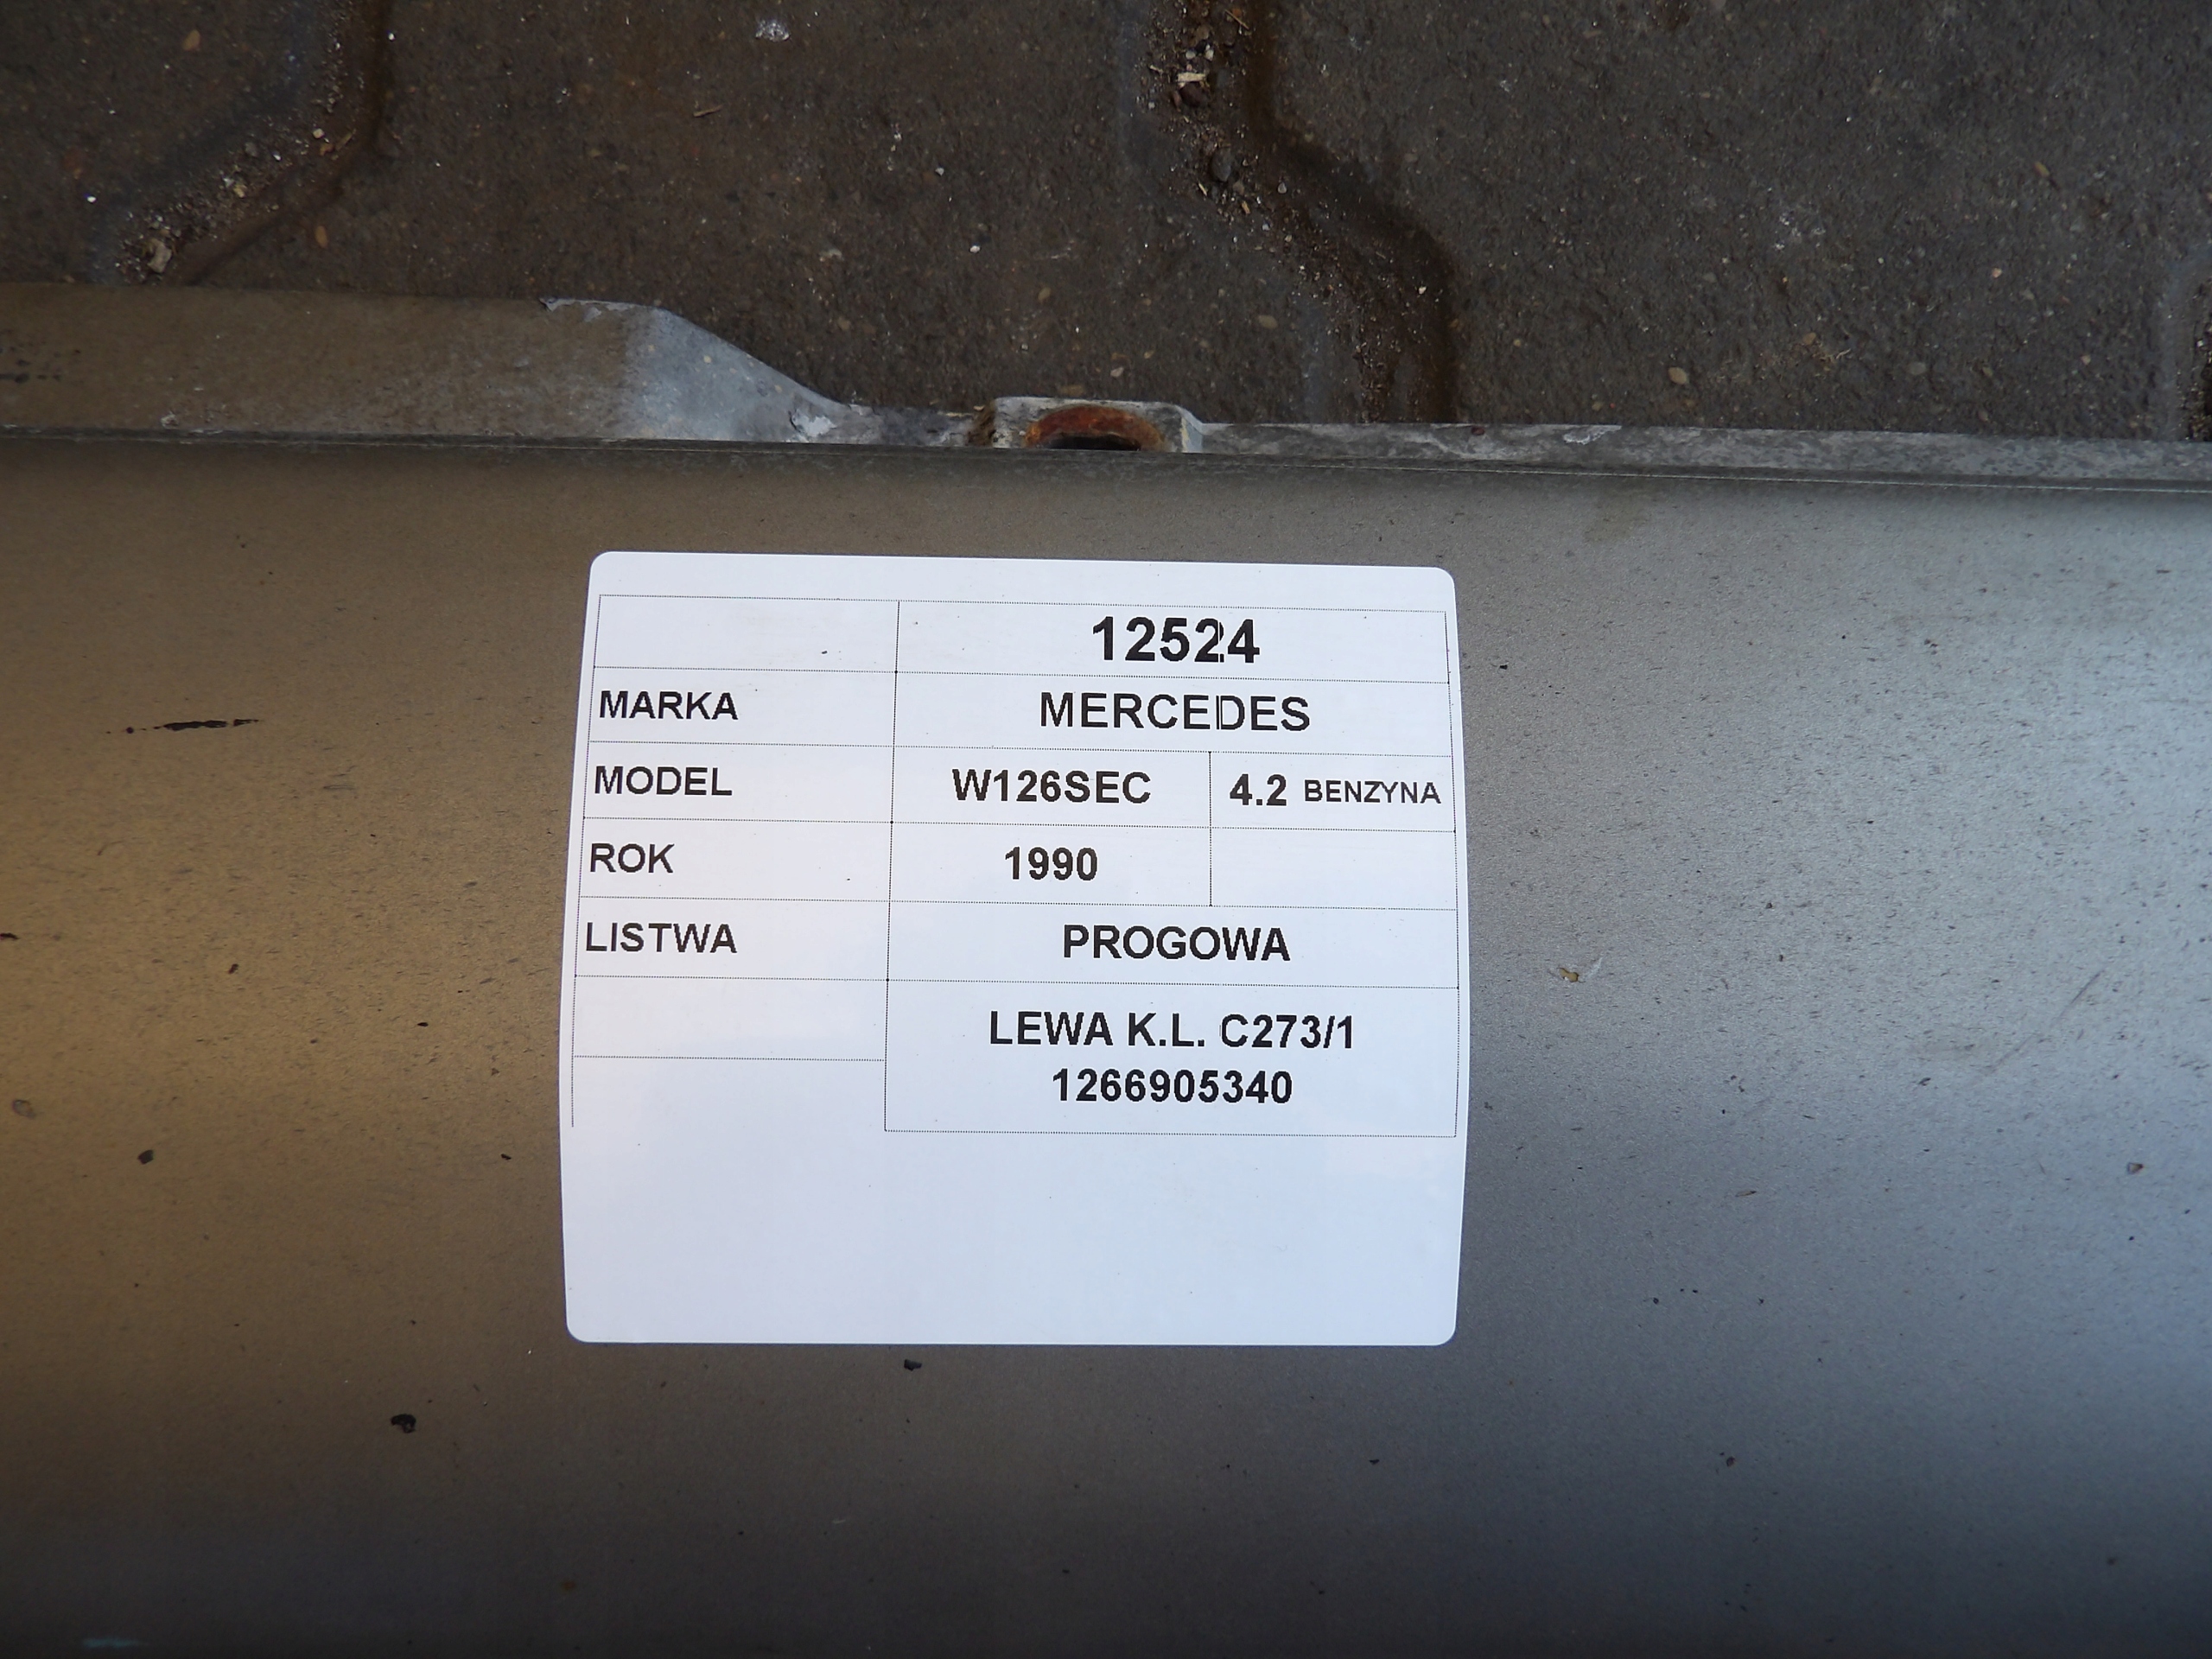 12524
MARKA MERCEDES
MODEL W126SEC 4.2 BENZYNA
ROK 1990
LISTWA PROGOWA
LEWA K.L. C273/1
1266905340